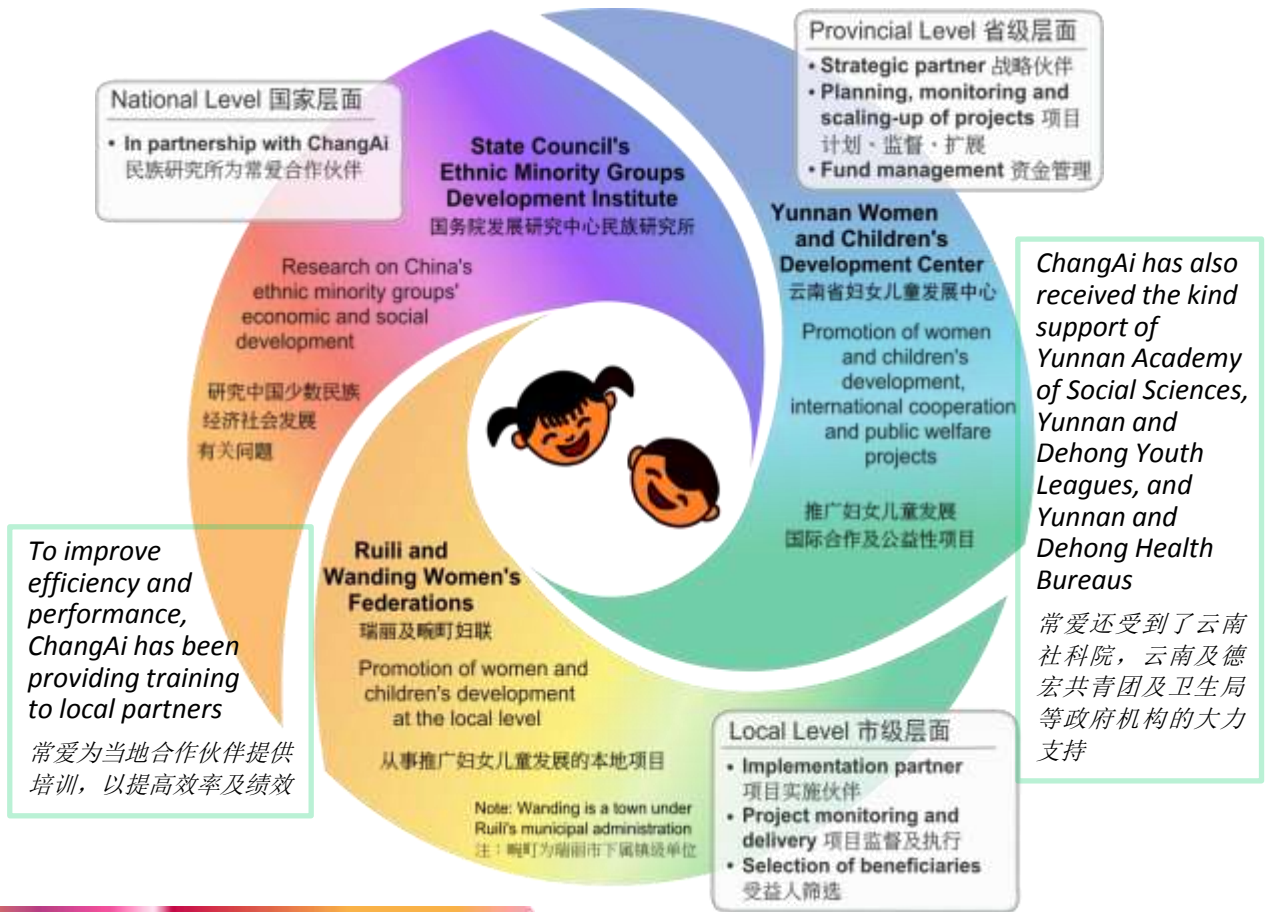 National Level 国家层面
• In partnership with ChangAi
民族研究所为常爱合作伙伴
State Council's
Ethnic Minority Groups
Development Institute
国务院发展研究中心民族研究所
Research on China's
ethnic minority groups'
economic and social
development
研究中国少数民族
经济社会发展
有关问题
Provincial Level 省级层面
• Strategic partner 战略伙伴
• Planning, monitoring and
scaling-up of projects 项目
计划、监督、扩展
• Fund management 资金管理
Yunnan Women
and Children's
Development Center
云南省妇女儿童发展中心
Promotion of women
and children's
development,
international cooperation
and public welfare
projects
推广妇女儿童发展
国际合作及公益性项目
ChangAi has also
received the kind
support of
Yunnan Academy
of Social Sciences,
Yunnan and
Dehong Youth
Leagues, and
Yunnan and
Dehong Health
Bureaus
常爱还受到了云南
社科院，云南及德
宏共青团及卫生局
等政府机构的大力
支持
To improve
efficiency and
performance,
ChangAi has been
providing training
to local partners
常爱为当地合作伙伴提供
培训，以提高效率及绩效
Ruili and
Wanding Women's
Federations
瑞丽及畹町妇联
Promotion of women and
children's development
at the local level
从事推广妇女儿童发展的本地项目
Note: Wanding is a town under
Ruili's municipal administration
注：畹町为瑞丽市下属镇级单位
Local Level 市级层面
• Implementation partner
项目实施伙伴
• Project monitoring and
delivery 项目监督及执行
• Selection of beneficiaries
受益人筛选